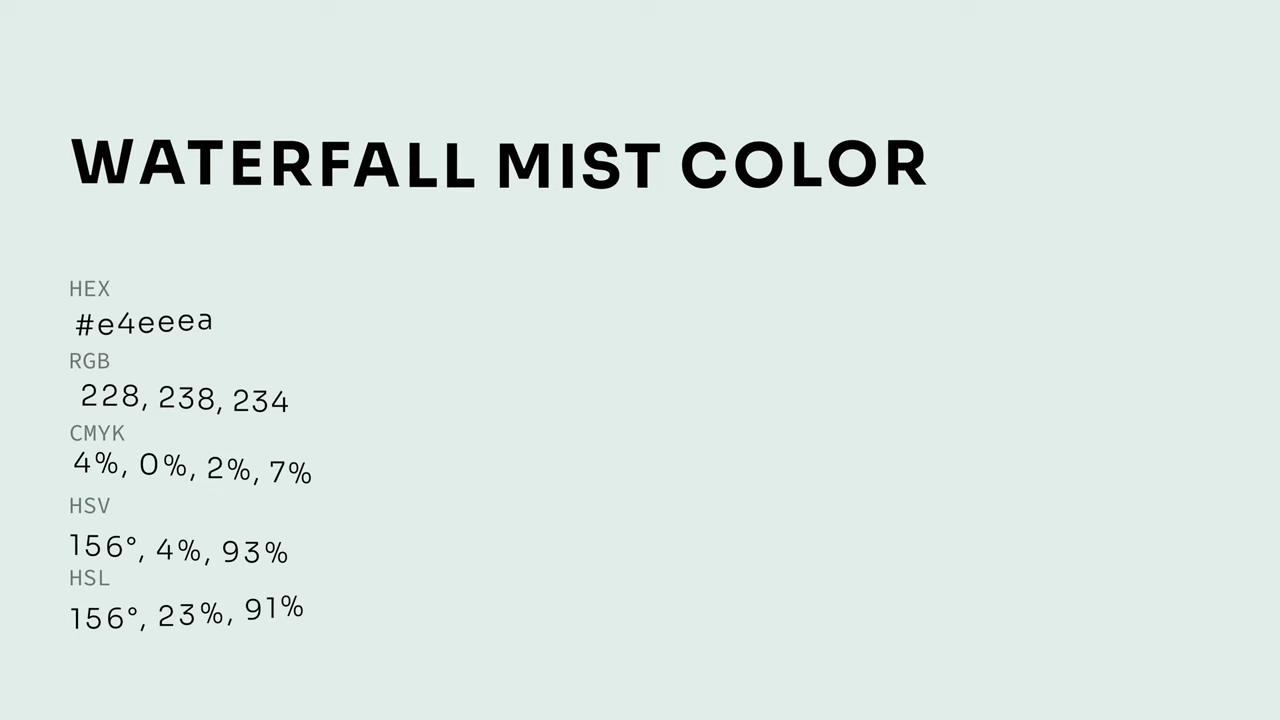 WATERFALL MIST COLOR
HEX
#e4eeea
RGB
228, 238, 234
CMYK
4%, 0%, 2%, 7%
HSV
156°, 4%, 93%
HSL
156°, 23%, 91%